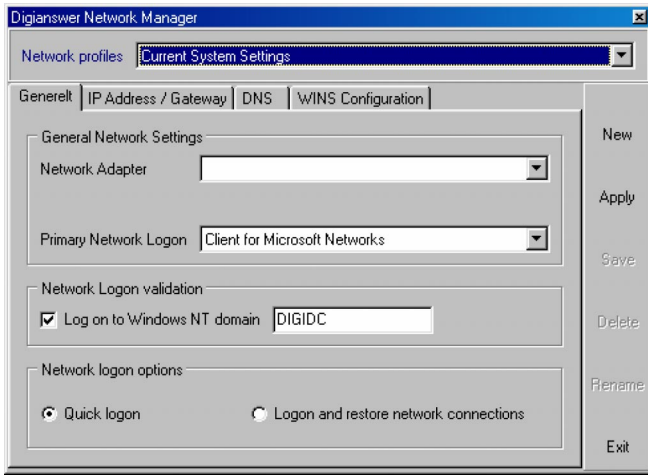 Digianswer Network Manager
Network profiles Current System Settings
Generelt IP Address / Gateway DNS WINS Configuration
General Network Settings
Network Adapter
Primary Network Logon Client for Microsoft Networks
Network Logon validation
Log on to Windows NT domain DIGIDC
Network logon options
Quick logon Logon and restore network connections
New
Apply
Save
Delete
Rename
Exit